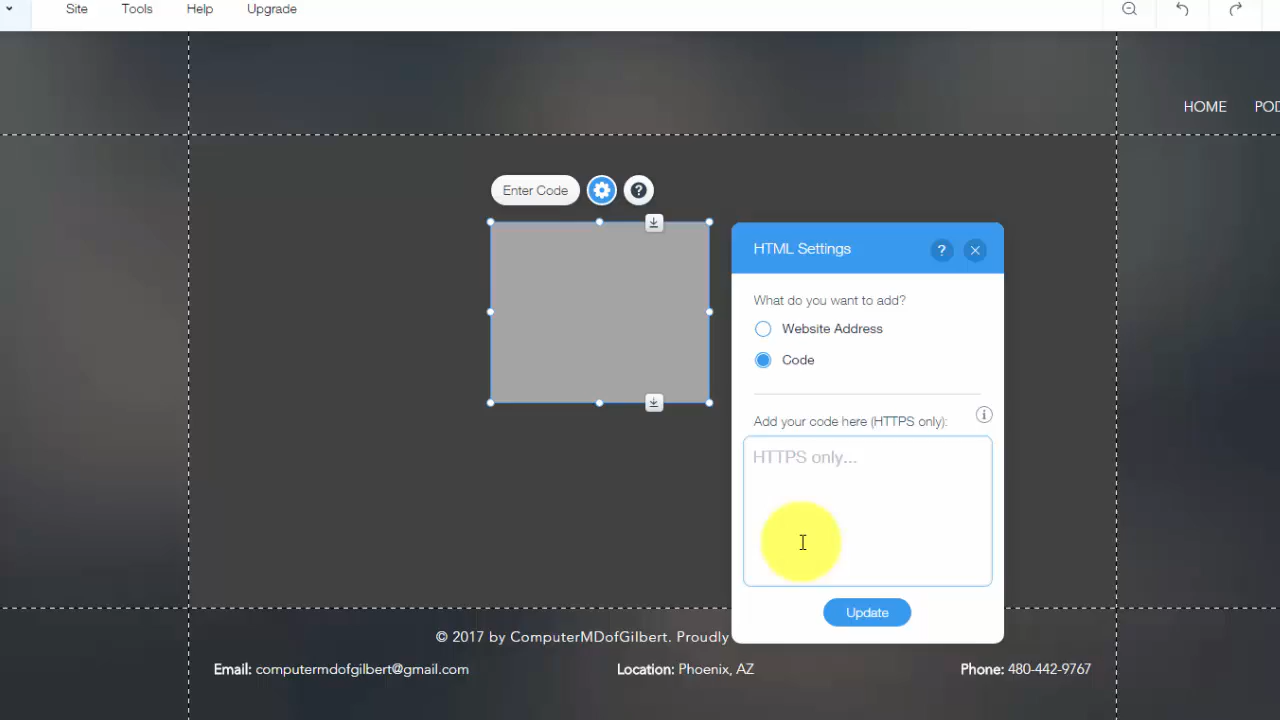 Site Tools Help Upgrade
HOME
Enter Code ?
HTML Settings ?
What do you want to add?
Website Address
Code
Add your code here (HTTPS only):
HTTPS only...
Update
© 2017 by ComputerMDofGilbert. Proudly
Email: computermdofgilbert@gmail.com Location: Phoenix, AZ Phone: 480-442-9767